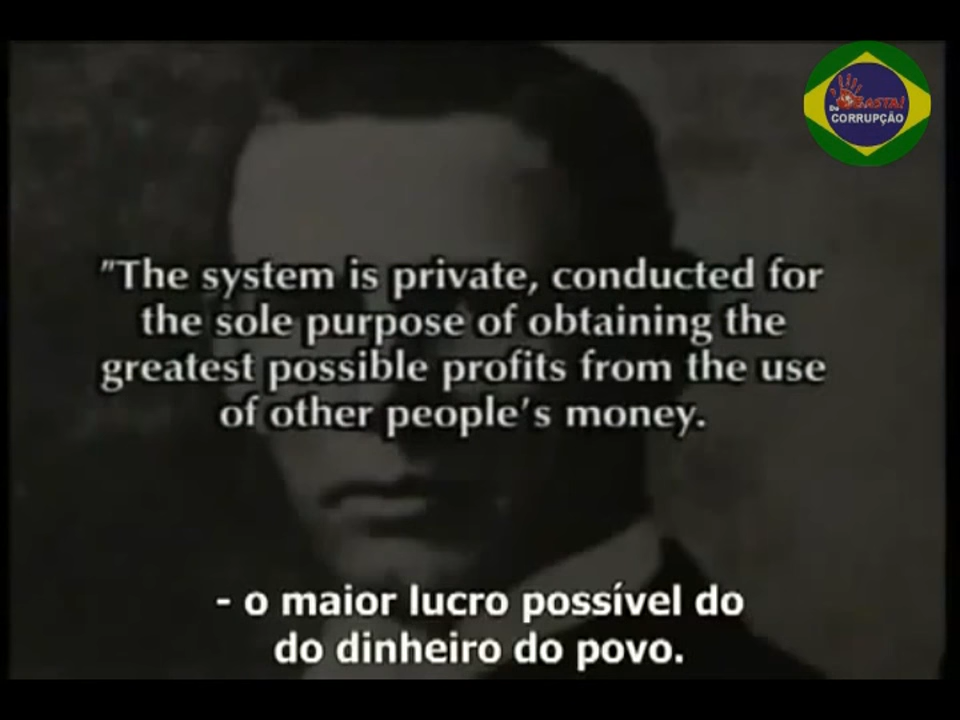 Basta!
De
CORRUPÇÃO
"The system is private, conducted for
the sole purpose of obtaining the
greatest possible profits from the use
of other people's money.
- o maior lucro possível do
do dinheiro do povo.